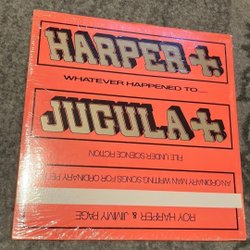 HARPER +.
WHATEVER HAPPENED TO.....
JUGULA +.
FILE UNDER SCIENCE FICTION
AN ORDINARY MAN WRITING SONGS FOR ORDINARY
ROY HARPER & JIMMY PAGE